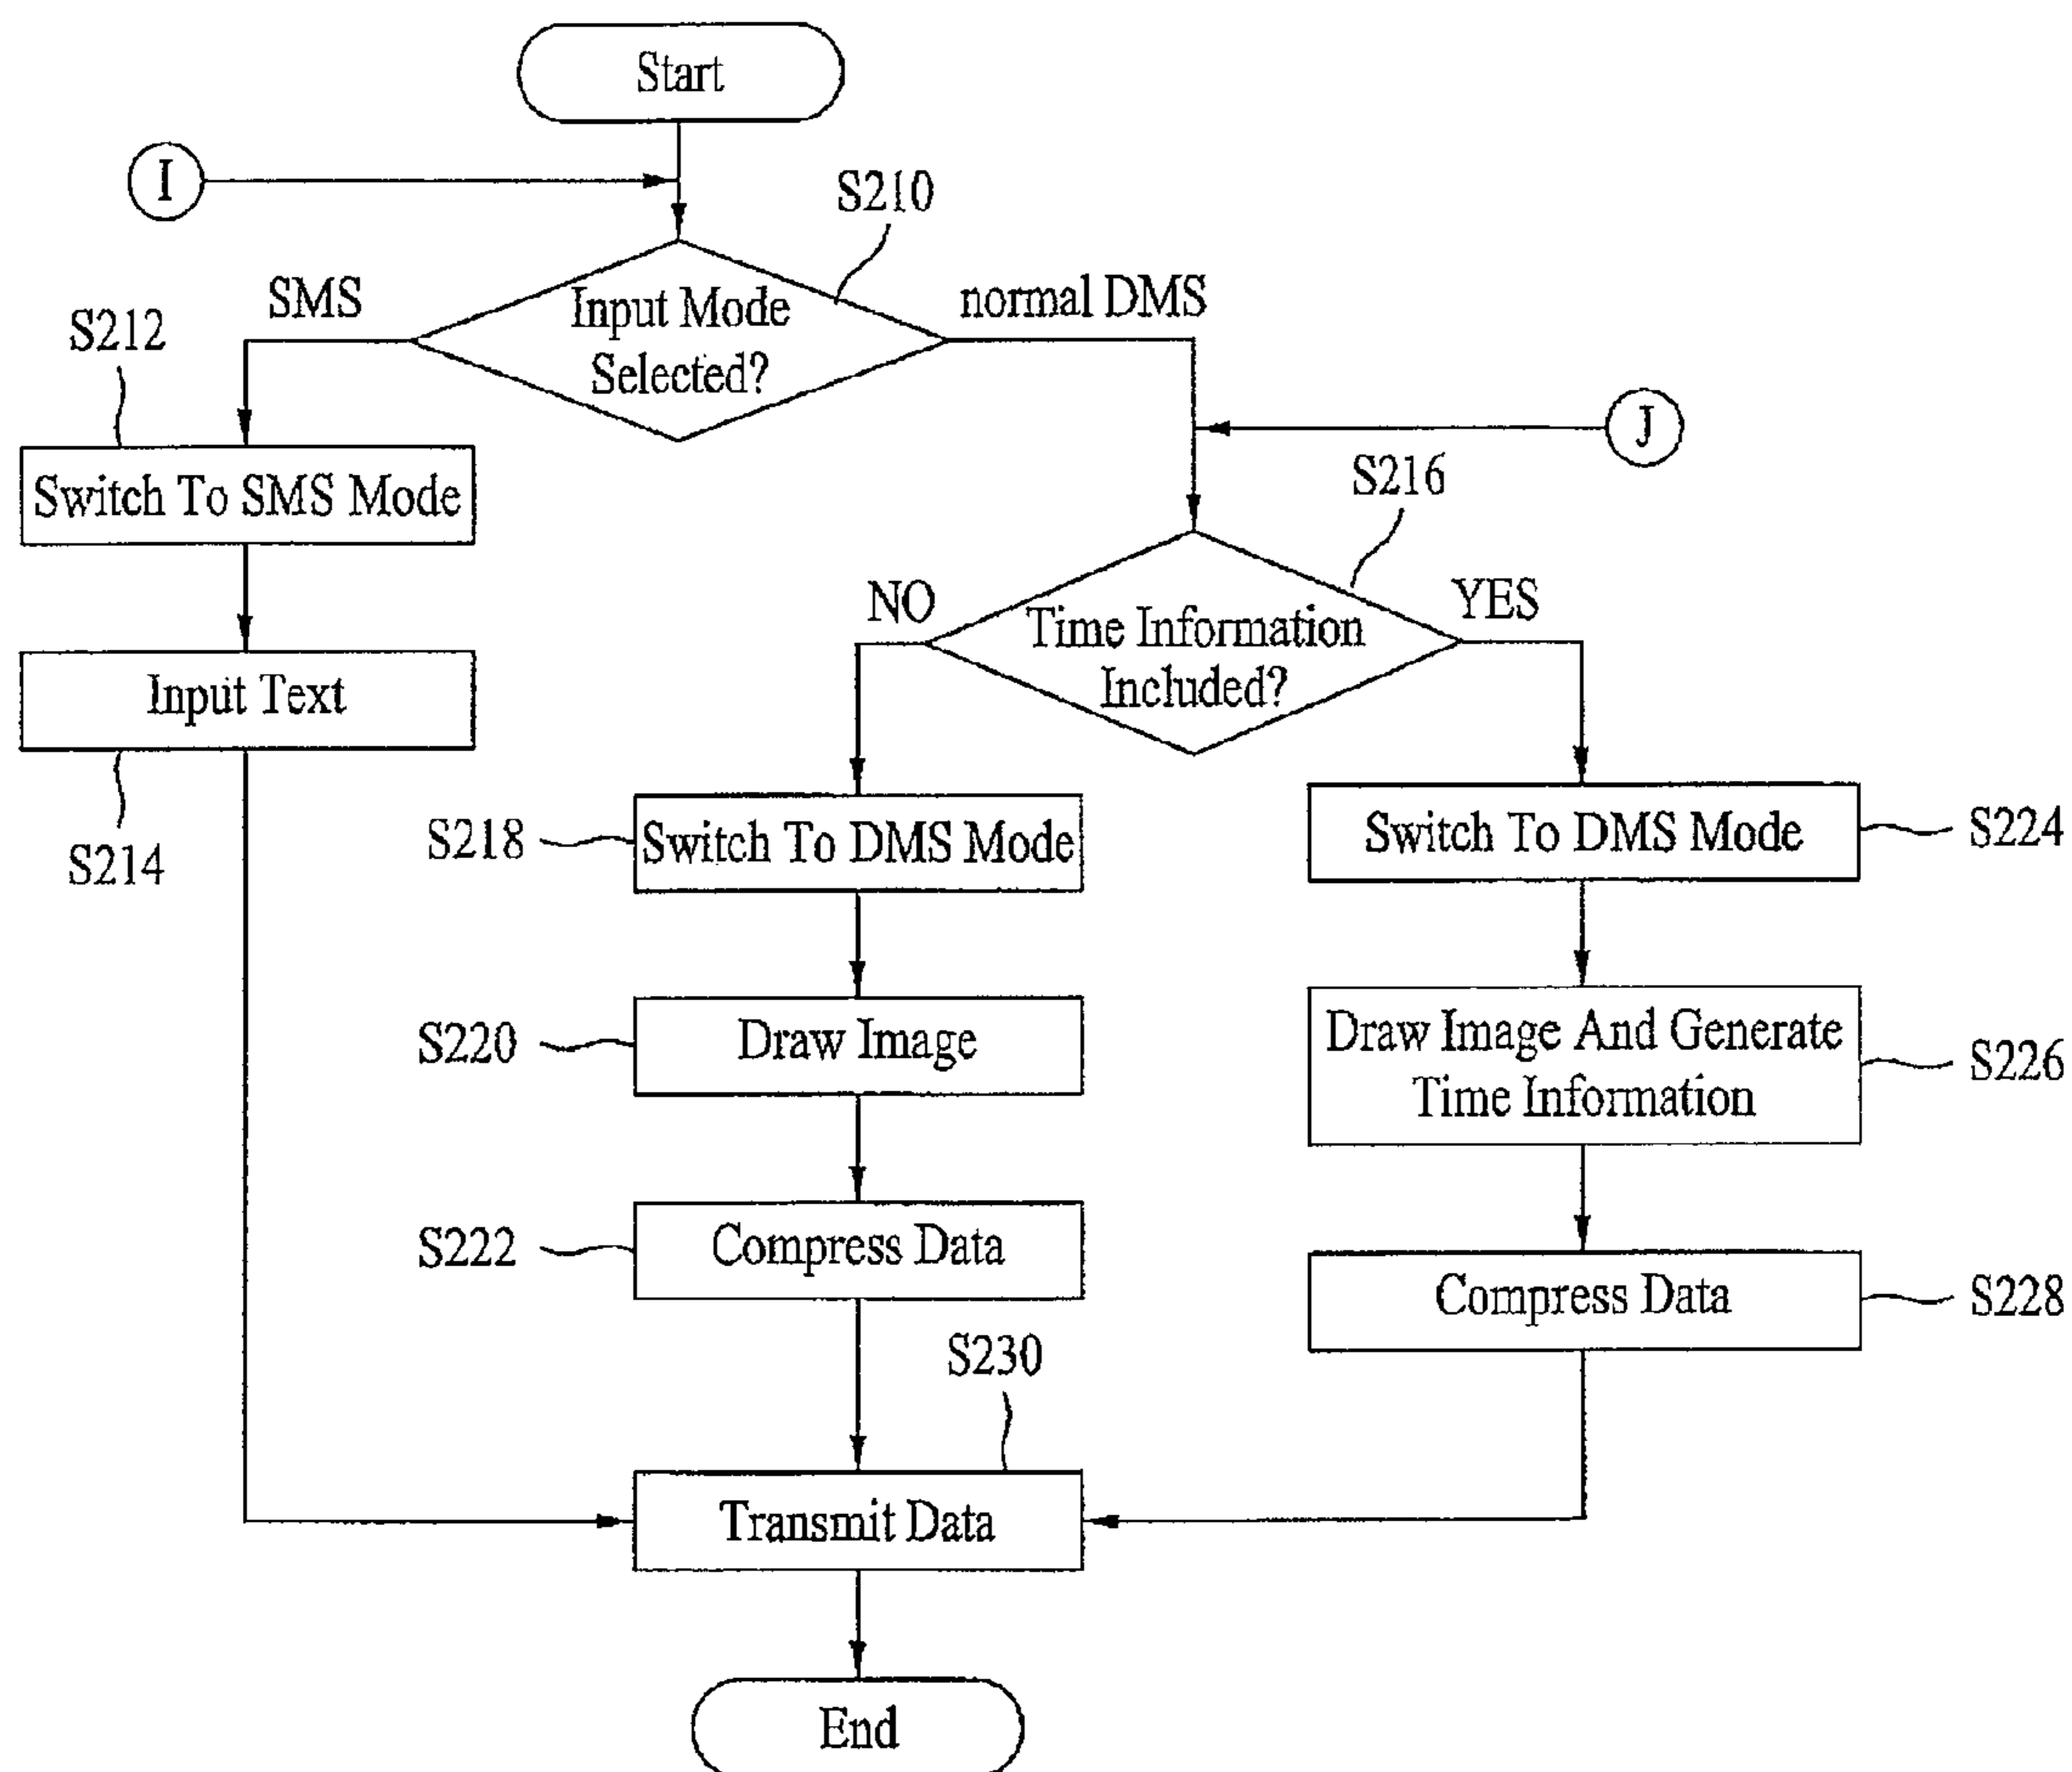 Start
I
S210
SMS
Input Mode
Selected?
normal DMS
S212
J
Switch To SMS Mode
S216
NO
Time Information
Included?
YES
Input Text
S214
S218
Switch To DMS Mode
Switch To DMS Mode
S224
S220
Draw Image
Draw Image And Generate
Time Information
S226
S222
Compress Data
Compress Data
S228
S230
Transmit Data
End